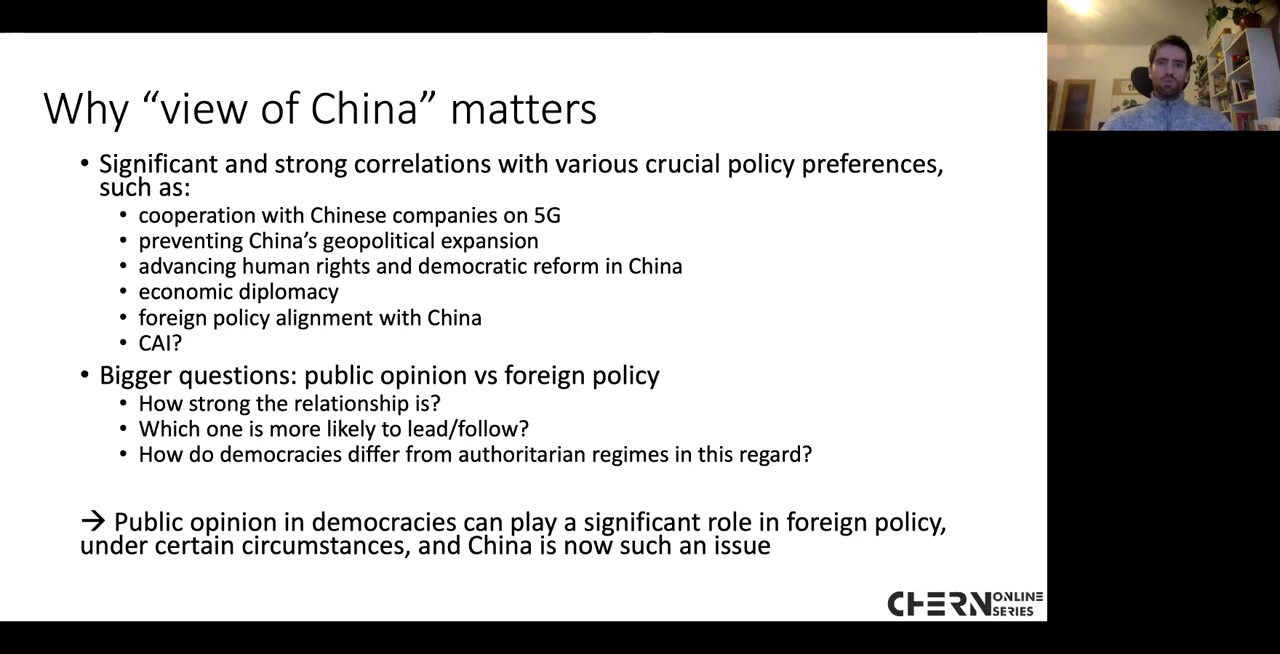 Why “view of China” matters
• Significant and strong correlations with various crucial policy preferences,
such as:
• cooperation with Chinese companies on 5G
• preventing China’s geopolitical expansion
• advancing human rights and democratic reform in China
• economic diplomacy
• foreign policy alignment with China
• CAI?
• Bigger questions: public opinion vs foreign policy
• How strong the relationship is?
• Which one is more likely to lead/follow?
• How do democracies differ from authoritarian regimes in this regard?
→ Public opinion in democracies can play a significant role in foreign policy,
under certain circumstances, and China is now such an issue
CHERN ONLINE
SERIES